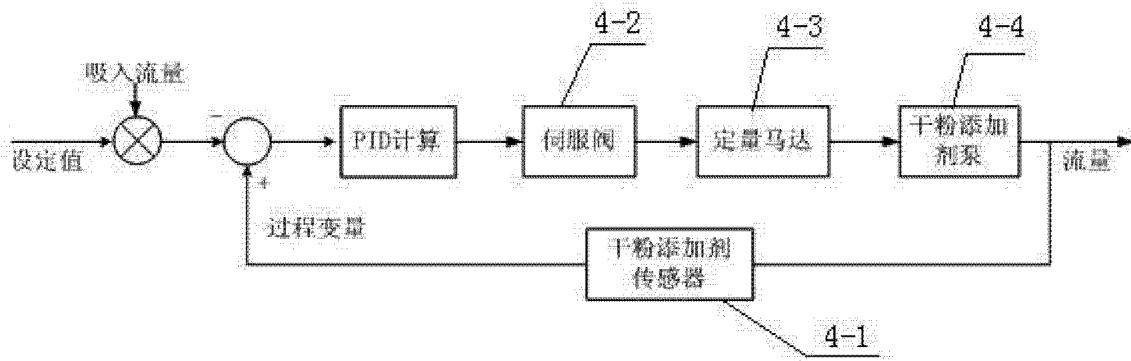 4-2
4-3
4-4
吸入流量
-
设定值
PID计算
伺服阀
定量马达
干粉添加
剂泵
流量
+
过程变量
干粉添加剂
传感器
4-1